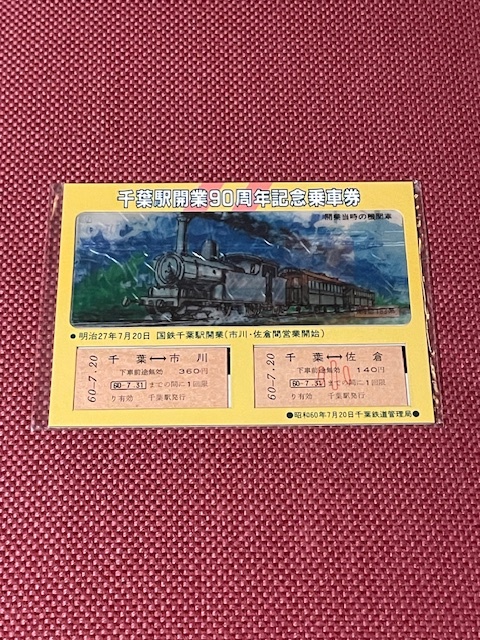 千葉駅開業90周年記念乗車券
開業当時の機関車
●明治27年7月20日 国鉄千葉駅開業(市川・佐倉間営業開始)
60-7.20
千葉↔市川
下車前途無効 360円
60-7.31までの間に1回限
り有効 千葉駅発行
60-7.20
千葉↔佐倉
下車前途無効 140円
60-7.31までの間に1回限
り有効 千葉駅発行
●昭和60年7月20日千葉鉄道管理局●